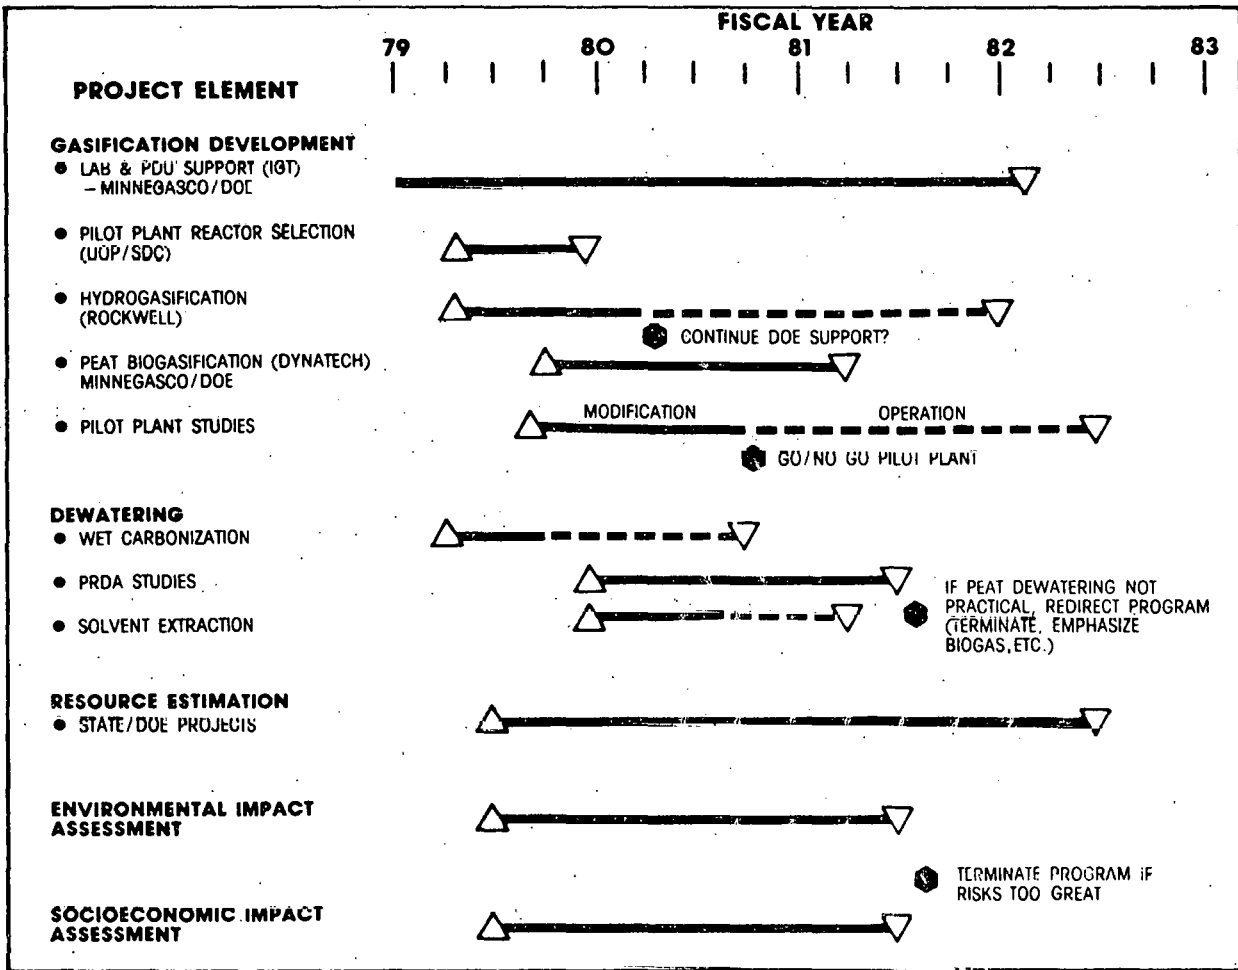 FISCAL YEAR
79 80 81 82 83
PROJECT ELEMENT
GASIFICATION DEVELOPMENT
● LAB & PDU SUPPORT (IGT)
– MINNEGASCO/DOE
● PILOT PLANT REACTOR SELECTION
(UOP/SDC)
● HYDROGASIFICATION
(ROCKWELL)
CONTINUE DOE SUPPORT?
● PEAT BIOGASIFICATION (DYNATECH)
MINNEGASCO/DOE
● PILOT PLANT STUDIES
MODIFICATION OPERATION
GO/NO GO PILOT PLANT
DEWATERING
● WET CARBONIZATION
● PRDA STUDIES
● SOLVENT EXTRACTION
IF PEAT DEWATERING NOT
PRACTICAL, REDIRECT PROGRAM
(TERMINATE, EMPHASIZE
BIOGAS, ETC.)
RESOURCE ESTIMATION
● STATE/DOE PROJECTS
ENVIRONMENTAL IMPACT
ASSESSMENT
TERMINATE PROGRAM IF
RISKS TOO GREAT
SOCIOECONOMIC IMPACT
ASSESSMENT